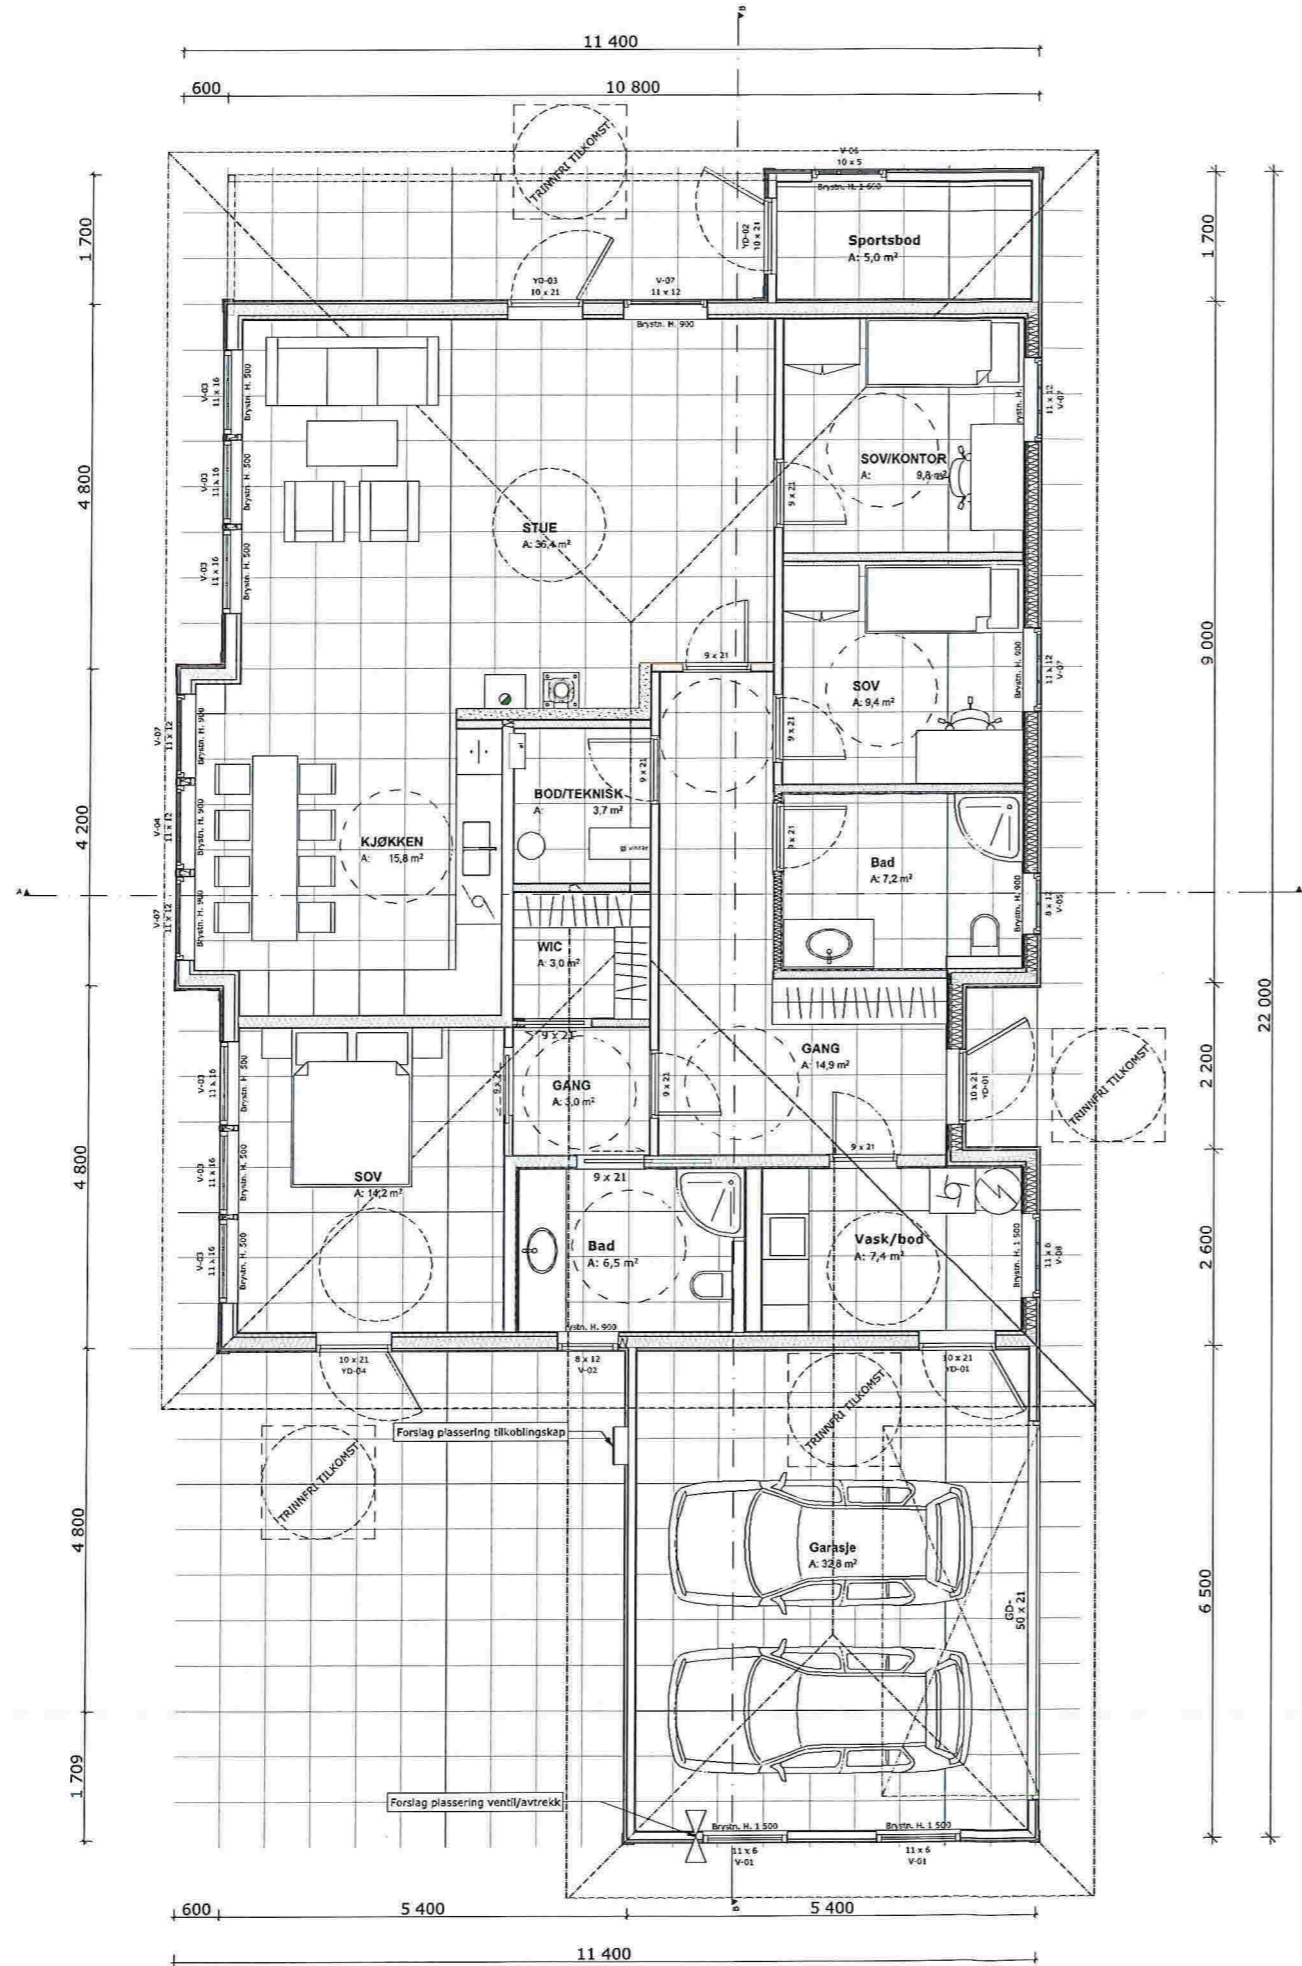 B
11 400
600
10 800
TRINNFRI TILKOMST
V-06
10 x 5
Brystn. H. 1 600
1 700
YD-02
10 x 21
Sportsbod
A: 5,0 m²
1 700
YD-03
10 x 21
V-07
11 x 12
Brystn. H. 900
V-03
11 x 16
Brystn. H. 500
V-03
11 x 16
Brystn. H. 500
V-03
11 x 16
Brystn. H. 500
4 800
STUE
A: 36,4 m²
SOV/KONTOR
A: 9,8 m²
9 x 21
Brystn. H.
11 x 12
V-07
9 x 21
SOV
A: 9,4 m²
9 x 21
Brystn. H. 900
11 x 12
V-07
9 000
22 000
V-07
11 x 12
Brystn. H. 900
V-04
11 x 12
Brystn. H. 900
V-07
11 x 12
Brystn. H. 900
4 200
KJØKKEN
A: 15,8 m²
BOD/TEKNISK
A: 3,7 m²
9 x 21
9 x 21
Bad
A: 7,2 m²
Brystn. H. 900
8 x 12
V-05
A
A
WIC
A: 3,0 m²
9 x 21
GANG
A: 3,0 m²
9 x 21
9 x 21
GANG
A: 14,9 m²
10 x 21
YD-01
TRINNFRI TILKOMST
2 200
V-03
11 x 16
Brystn. H. 500
V-03
11 x 16
Brystn. H. 500
V-03
11 x 16
Brystn. H. 500
4 800
SOV
A: 14,2 m²
9 x 21
Bad
A: 6,5 m²
9 x 21
Vask/bod
A: 7,4 m²
Brystn. H. 1 500
11 x 6
V-08
2 600
H. 900
10 x 21
YD-04
8 x 12
V-02
10 x 21
YD-01
TRINNFRI TILKOMST
Forslag plassering tilkoblingskap
TRINNFRI TILKOMST
4 800
Garasje
A: 32,8 m²
GD-
50 x 21
6 500
1 709
Forslag plassering ventil/avtrekk
Brystn. H. 1 500
Brystn. H. 1 500
11 x 6
V-01
11 x 6
V-01
B
600
5 400
5 400
11 400